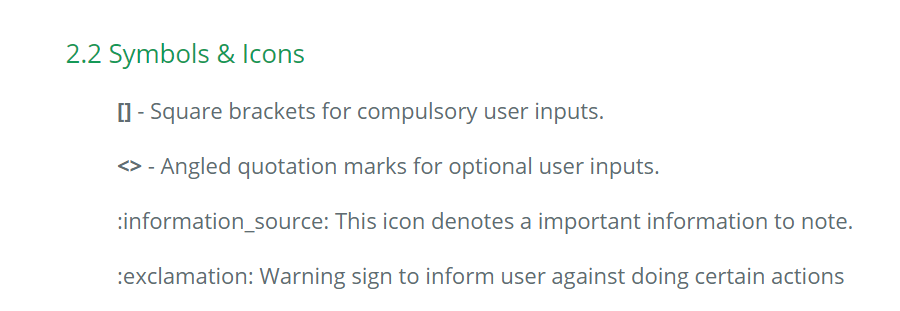 2.2 Symbols & Icons
[] - Square brackets for compulsory user inputs.
<> - Angled quotation marks for optional user inputs.
:information_source: This icon denotes a important information to note.
:exclamation: Warning sign to inform user against doing certain actions